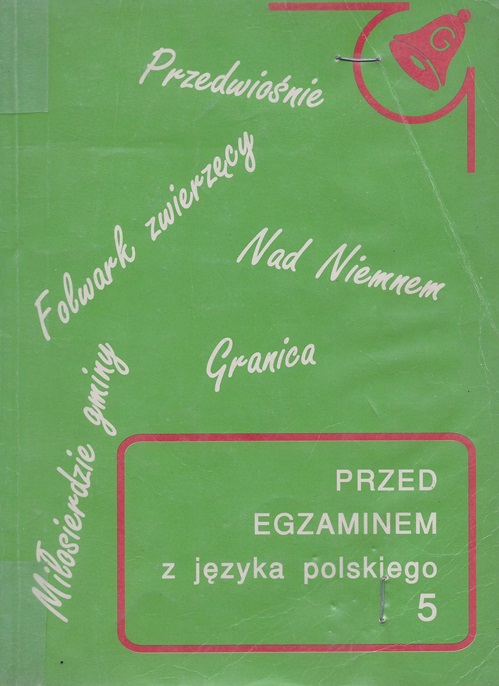 G
Przedwiośnie
Folwark zwierzęcy
Nad Niemnem
Granica
Miłosierdzie gminy
PRZED
EGZAMINEM
z języka polskiego
5